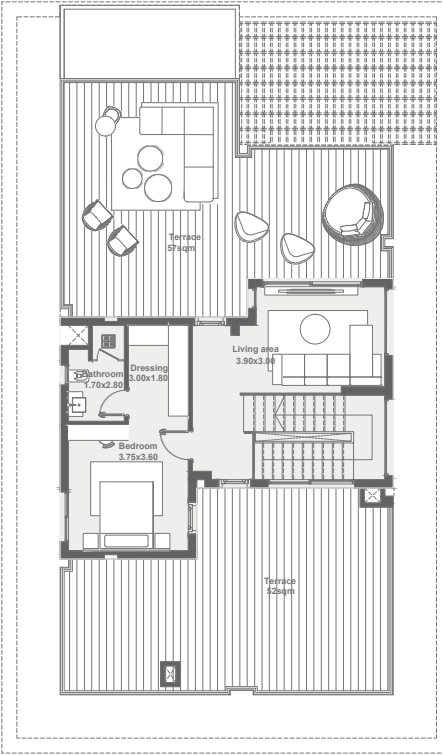 Terrace
57sqm
Living area
3.90x3.00
Dressing
3.00x1.80
Bathroom
1.70x2.80
Bedroom
3.75x3.60
Terrace
52sqm